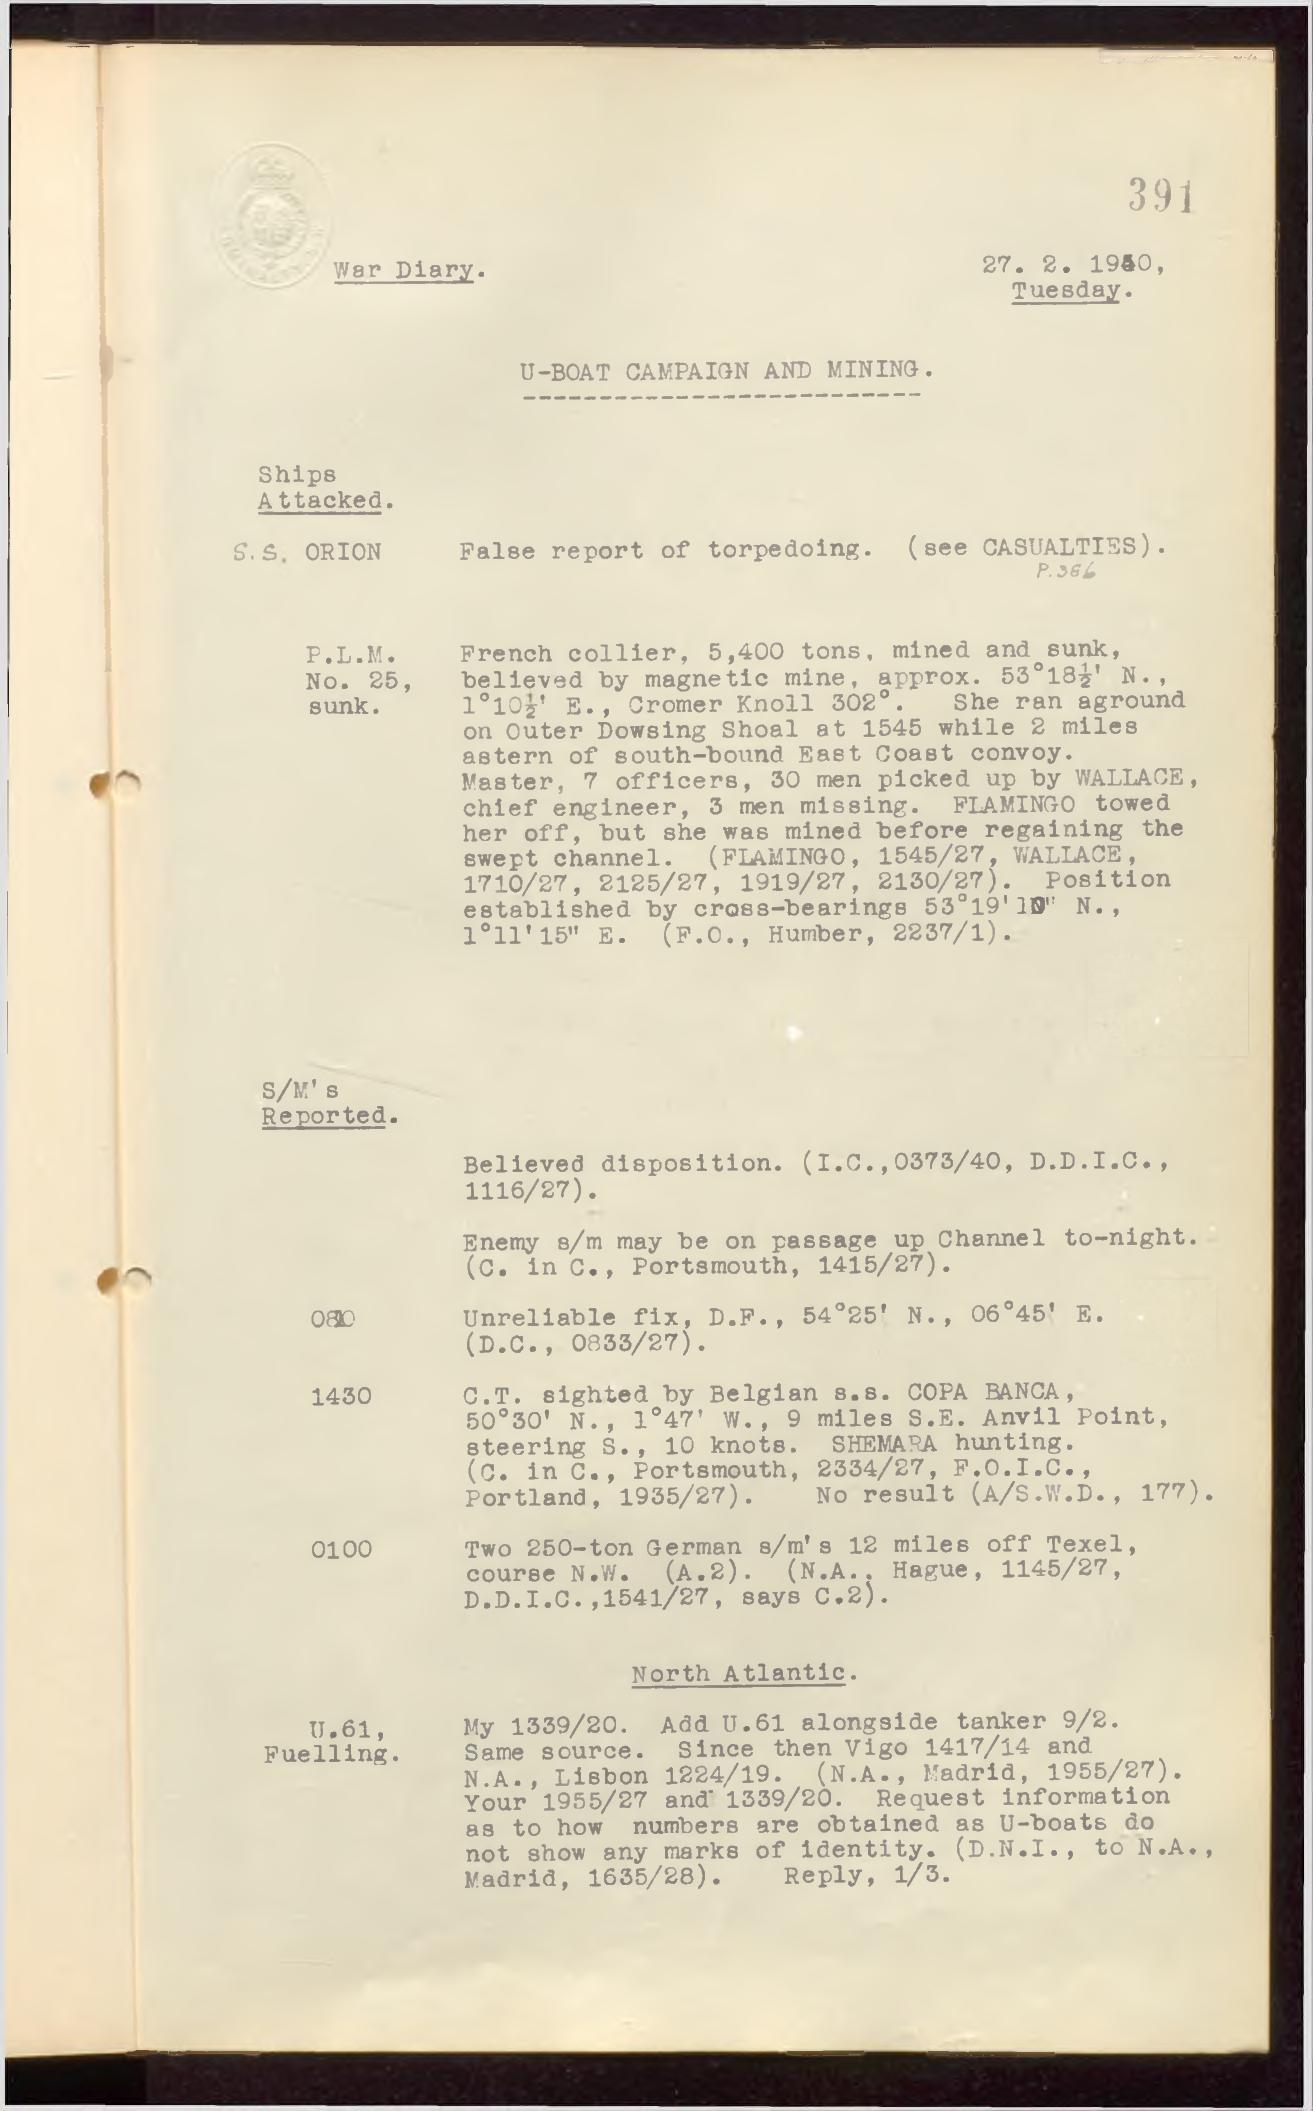 391
War Diary.
27. 2. 1940,
Tuesday.
U-BOAT CAMPAIGN AND MINING.
Ships
Attacked.
S.S. ORION
False report of torpedoing. (see CASUALTIES).
P.386
P.L.M.
No. 25,
sunk.
French collier, 5,400 tons, mined and sunk,
believed by magnetic mine, approx. 53°18½' N.,
1°10½' E., Cromer Knoll 302°. She ran aground
on Outer Dowsing Shoal at 1545 while 2 miles
astern of south-bound East Coast convoy.
Master, 7 officers, 30 men picked up by WALLACE,
chief engineer, 3 men missing. FLAMINGO towed
her off, but she was mined before regaining the
swept channel. (FLAMINGO, 1545/27, WALLACE,
1710/27, 2125/27, 1919/27, 2130/27). Position
established by cross-bearings 53°19' N.,
1°11'15" E. (F.O., Humber, 2237/1).
S/M's
Reported.
Believed disposition. (I.C.,0373/40, D.D.I.C.,
1116/27).
Enemy s/m may be on passage up Channel to-night.
(C. in C., Portsmouth, 1415/27).
Unreliable fix, D.F., 54°25' N., 06°45' E.
(D.C., 0833/27).
1430
C.T. sighted by Belgian s.s. COPA BANCA,
50°30' N., 1°47' W., 9 miles S.E. Anvil Point,
steering S., 10 knots. SHEMARA hunting.
(C. in C., Portsmouth, 2334/27, F.O.I.C.,
Portland, 1935/27). No result (A/S.W.D., 177).
0100
Two 250-ton German s/m's 12 miles off Texel,
course N.W. (A.2). (N.A., Hague, 1145/27,
D.D.I.C.,1541/27, says C.2).
North Atlantic.
U.61,
Fuelling.
My 1339/20. Add U.61 alongside tanker 9/2.
Same source. Since then Vigo 1417/14 and
N.A., Lisbon 1224/19. (N.A., Madrid, 1955/27).
Your 1955/27 and 1339/20. Request information
as to how numbers are obtained as U-boats do
not show any marks of identity. (D.N.I., to N.A.,
Madrid, 1635/28). Reply, 1/3.